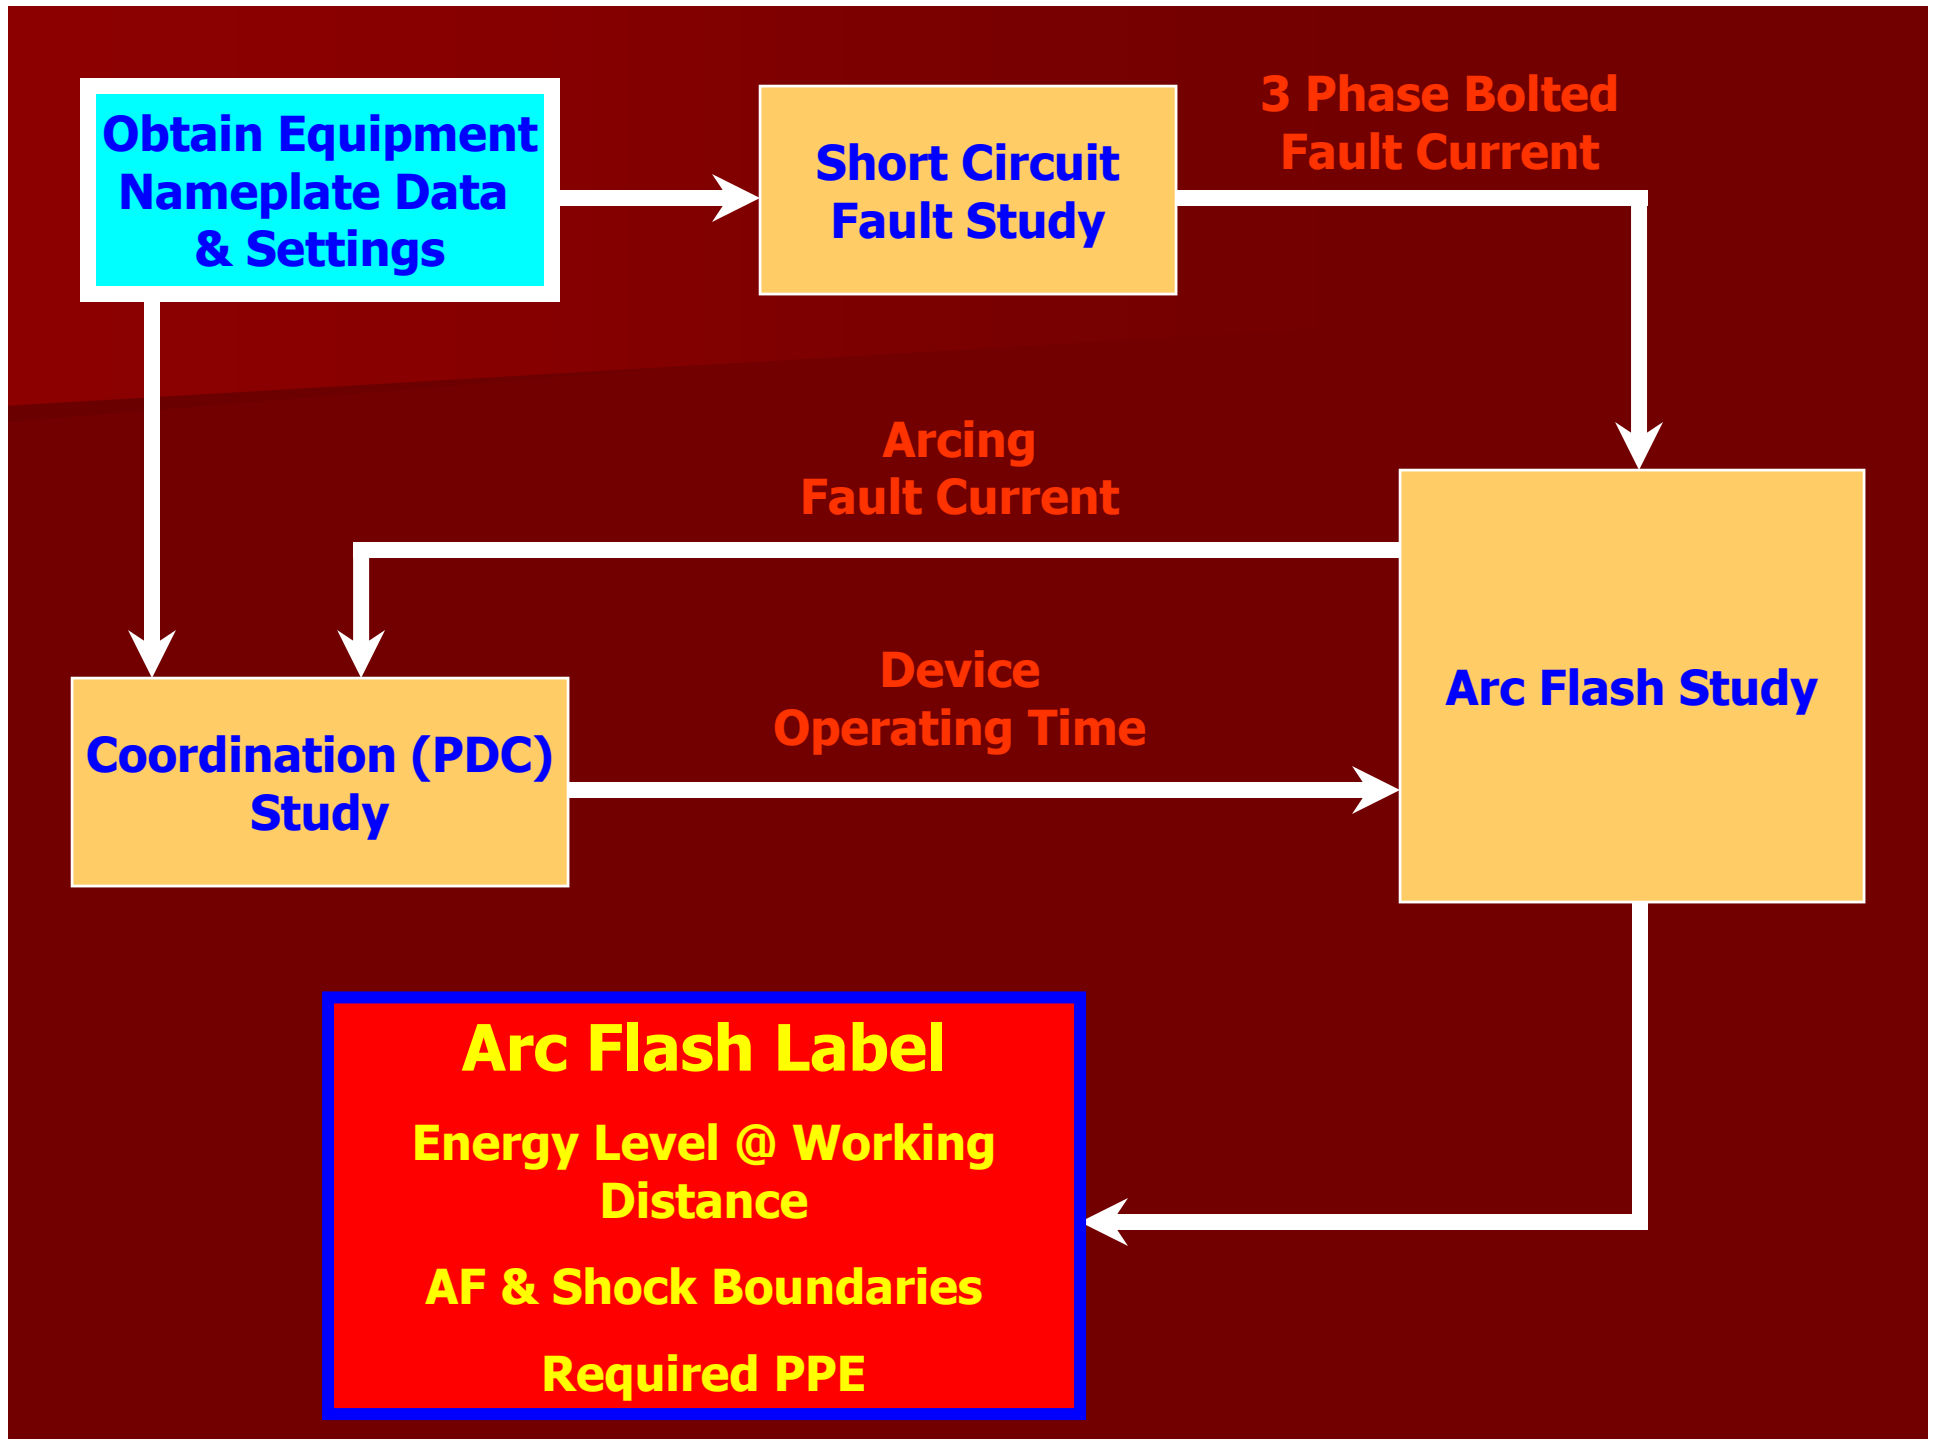 Obtain Equipment
Nameplate Data
& Settings
Short Circuit
Fault Study
3 Phase Bolted
Fault Current
Arcing
Fault Current
Device
Operating Time
Arc Flash Study
Coordination (PDC)
Study
Arc Flash Label
Energy Level @ Working
Distance
AF & Shock Boundaries
Required PPE